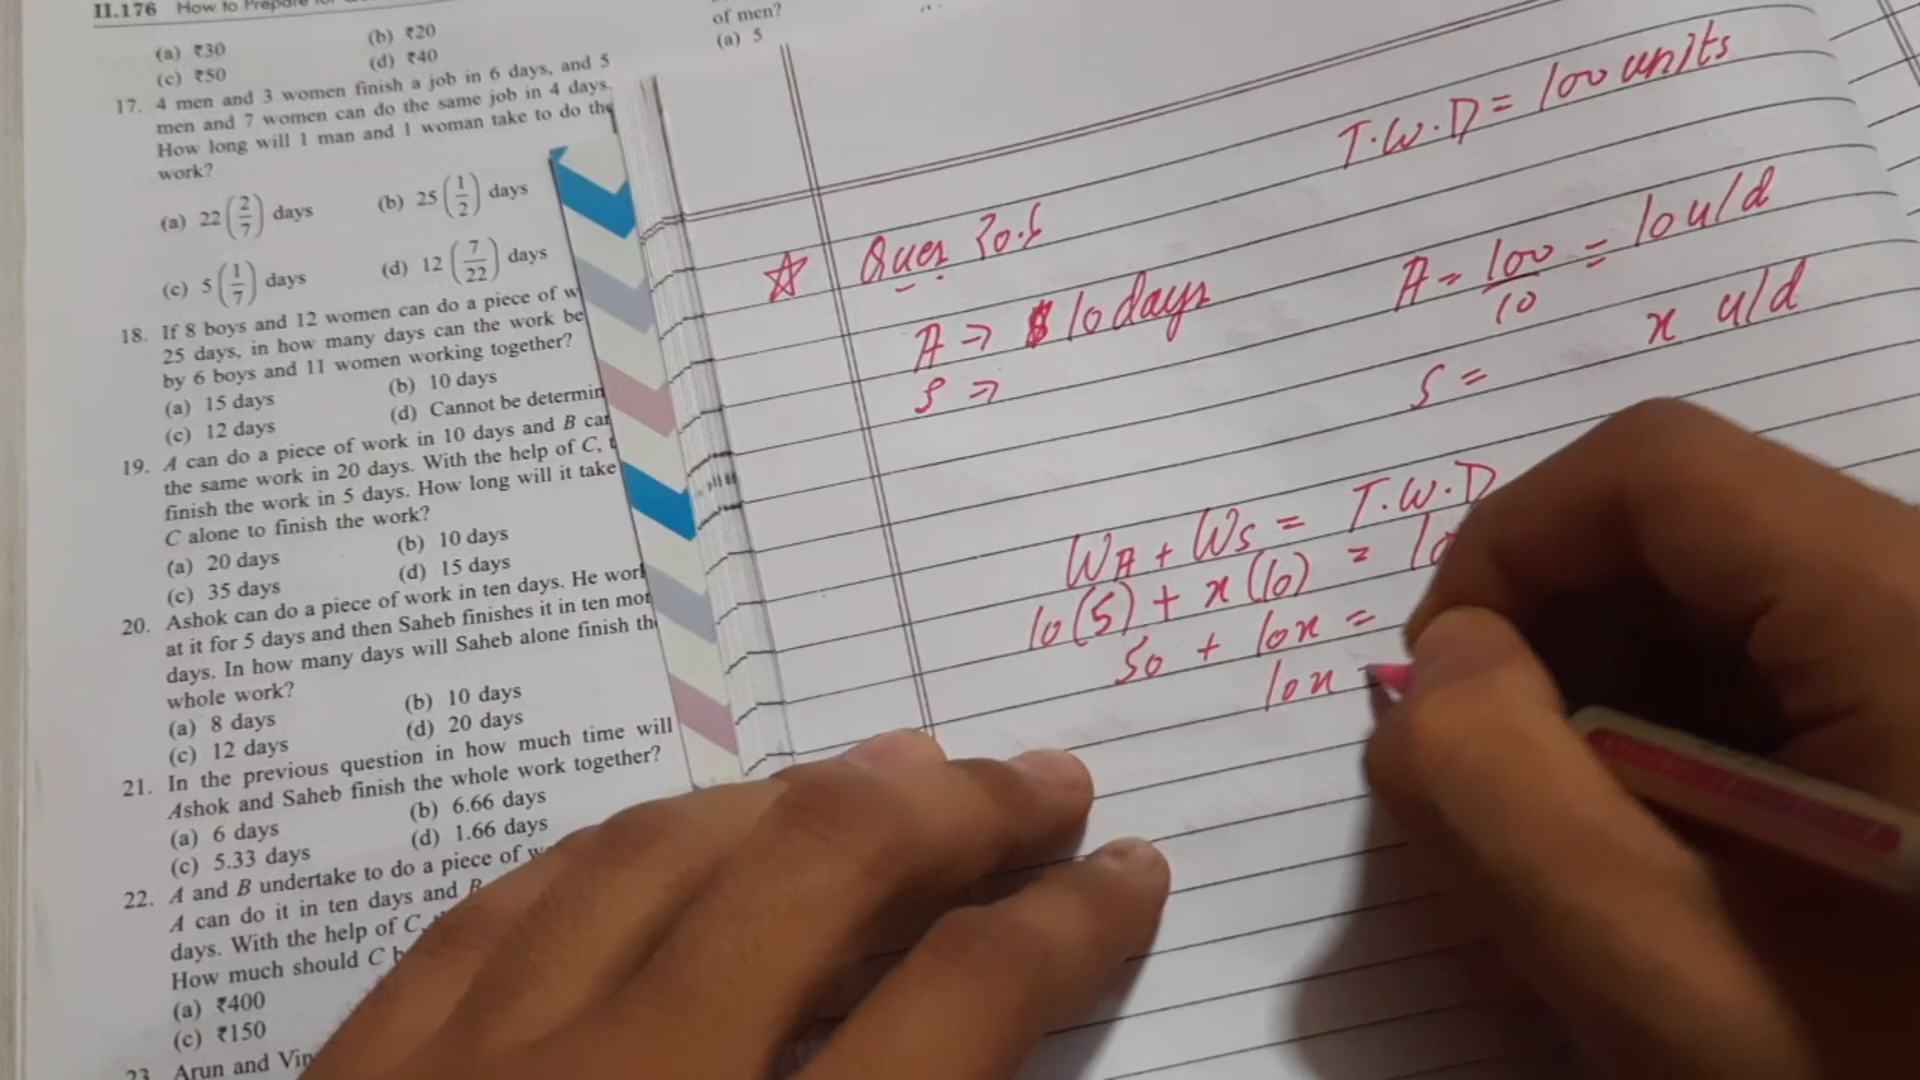 II.176 How to Prepare for
(a) ₹30 (b) ₹20
(c) ₹50 (d) ₹40
17. 4 men and 3 women finish a job in 6 days, and 5
men and 7 women can do the same job in 4 days.
How long will 1 man and 1 woman take to do the
work?
(a) 22 (2/7) days (b) 25 (1/2) days
(c) 5 (1/7) days (d) 12 (7/22) days
18. If 8 boys and 12 women can do a piece of w
25 days, in how many days can the work be
by 6 boys and 11 women working together?
(a) 15 days (b) 10 days
(c) 12 days (d) Cannot be determin
19. A can do a piece of work in 10 days and B can
the same work in 20 days. With the help of C, t
finish the work in 5 days. How long will it take
C alone to finish the work?
(a) 20 days (b) 10 days
(c) 35 days (d) 15 days
20. Ashok can do a piece of work in ten days. He work
at it for 5 days and then Saheb finishes it in ten mor
days. In how many days will Saheb alone finish the
whole work?
(a) 8 days (b) 10 days
(c) 12 days (d) 20 days
21. In the previous question in how much time will
Ashok and Saheb finish the whole work together?
(a) 6 days (b) 6.66 days
(c) 5.33 days (d) 1.66 days
22. A and B undertake to do a piece of w
A can do it in ten days and B
days. With the help of C,
How much should C b
(a) ₹400
(c) ₹150
23. Arun and Vin
of men?
(a) 5
T.W.D = 100 units
Ques 20.
A ⇒ 10 days
S ⇒
A = 100/10 = 10 u/d
S = x u/d
WA + WS = T.W.D
10(5) + x(10) = 10
50 + 10x =
10x